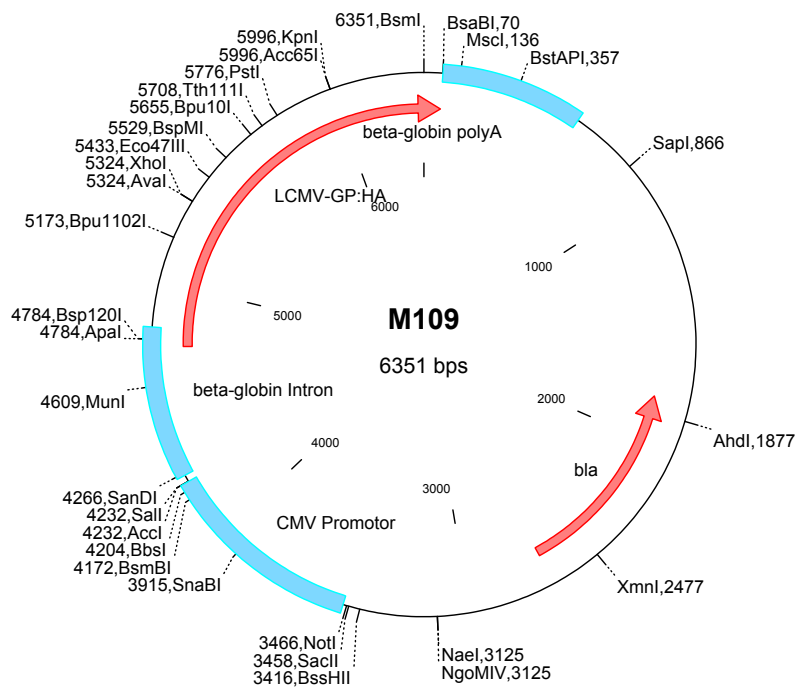 6351,BsmI
BsaBI,70
MscI,136
BstAPI,357
SapI,866
AhdI,1877
XmnI,2477
NaeI,3125
NgoMIV,3125
3416,BssHII
3458,SacII
3466,NotI
3915,SnaBI
4172,BsmBI
4204,BbsI
4232,AccI
4232,SalI
4266,SanDI
4609,MunI
4784,ApaI
4784,Bsp120I
5173,Bpu1102I
5324,AvaI
5324,XhoI
5433,Eco47III
5529,BspMI
5655,Bpu10I
5708,Tth111I
5776,PstI
5996,Acc65I
5996,KpnI
beta-globin polyA
LCMV-GP:HA
6000
1000
5000
M109
6351 bps
beta-globin Intron
2000
4000
bla
3000
CMV Promotor